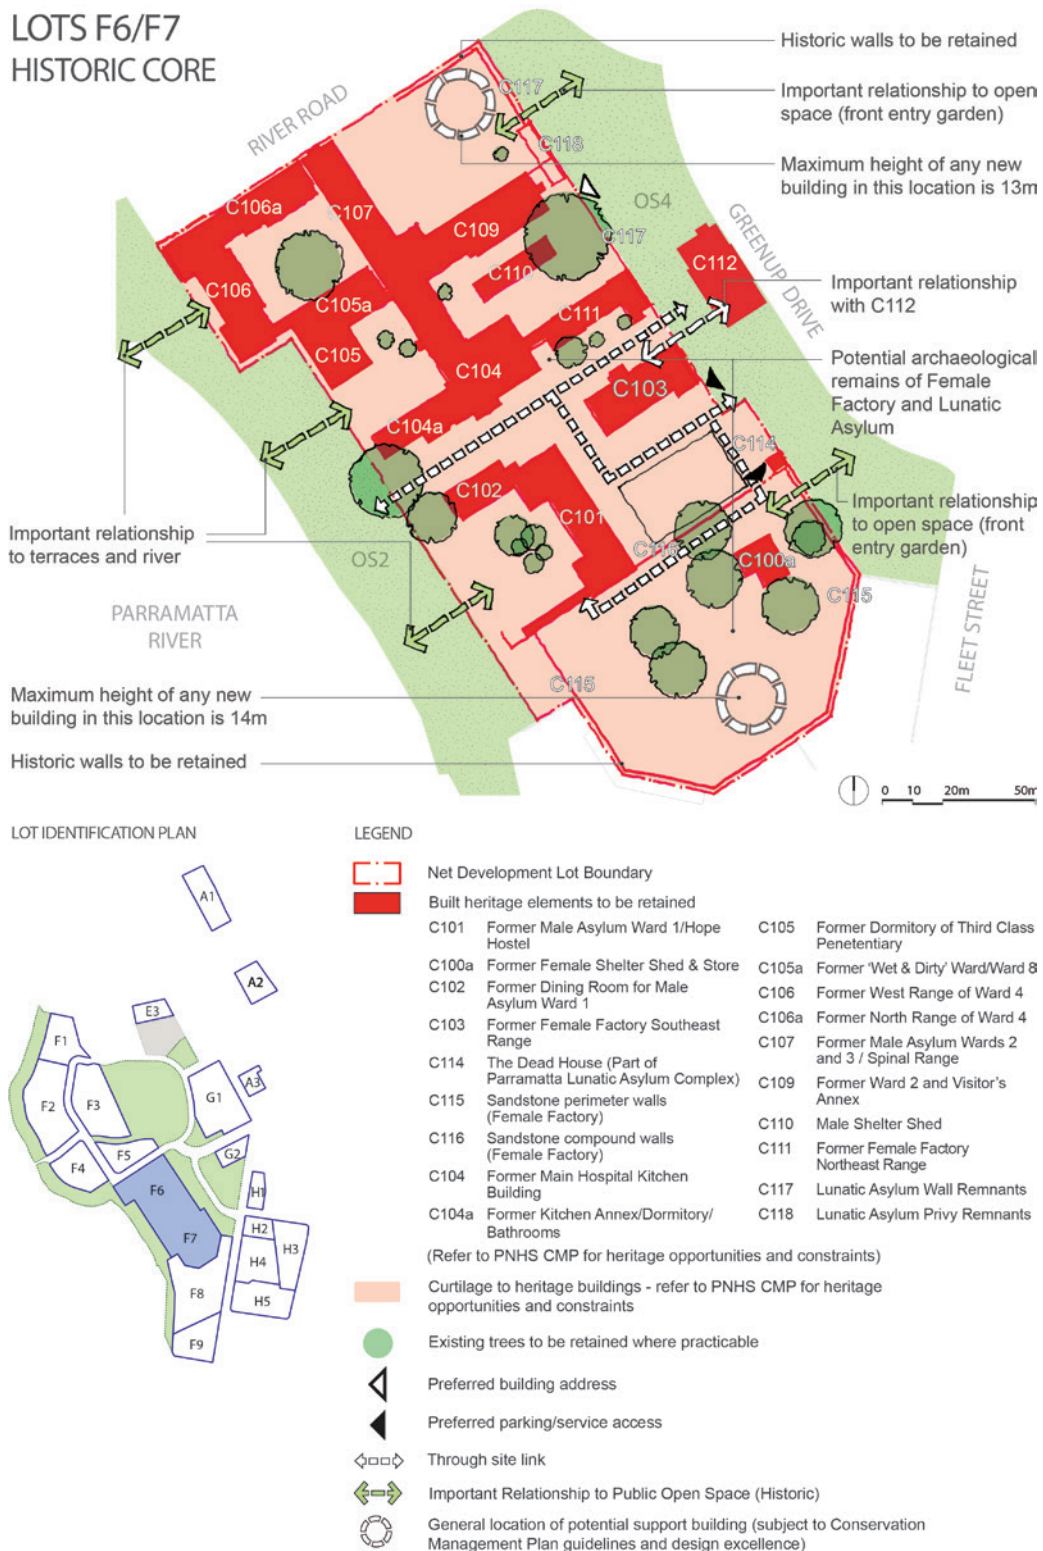 LOTS F6/F7
HISTORIC CORE
RIVER ROAD
Historic walls to be retained
Important relationship to open
space (front entry garden)
Maximum height of any new
building in this location is 13m
C117
C118
C106a
C107
C109
C117
OS4
GREENUP DRIVE
C110
C112
C106
C105a
C111
Important relationship
with C112
C105
C104
C103
Potential archaeological
remains of Female
Factory and Lunatic
Asylum
C104a
C114
C102
C101
Important relationship
to open space (front
entry garden)
Important relationship
to terraces and river
OS2
C116
C100a
C115
PARRAMATTA
RIVER
FLEET STREET
C115
Maximum height of any new
building in this location is 14m
Historic walls to be retained
0 10 20m 50m
LOT IDENTIFICATION PLAN
A1
A2
E3
F1
A3
F2
F3
G1
F5
F4
G2
F6
H1
F7
H2
H3
H4
F8
H5
F9
LEGEND
Net Development Lot Boundary
Built heritage elements to be retained
C101 Former Male Asylum Ward 1/Hope
Hostel
C100a Former Female Shelter Shed & Store
C102 Former Dining Room for Male
Asylum Ward 1
C103 Former Female Factory Southeast
Range
C114 The Dead House (Part of
Parramatta Lunatic Asylum Complex)
C115 Sandstone perimeter walls
(Female Factory)
C116 Sandstone compound walls
(Female Factory)
C104 Former Main Hospital Kitchen
Building
C104a Former Kitchen Annex/Dormitory/
Bathrooms
C105 Former Dormitory of Third Class
Penetentiary
C105a Former 'Wet & Dirty' Ward/Ward 8
C106 Former West Range of Ward 4
C106a Former North Range of Ward 4
C107 Former Male Asylum Wards 2
and 3 / Spinal Range
C109 Former Ward 2 and Visitor's
Annex
C110 Male Shelter Shed
C111 Former Female Factory
Northeast Range
C117 Lunatic Asylum Wall Remnants
C118 Lunatic Asylum Privy Remnants
(Refer to PNHS CMP for heritage opportunities and constraints)
Curtilage to heritage buildings - refer to PNHS CMP for heritage
opportunities and constraints
Existing trees to be retained where practicable
Preferred building address
Preferred parking/service access
Through site link
Important Relationship to Public Open Space (Historic)
General location of potential support building (subject to Conservation
Management Plan guidelines and design excellence)